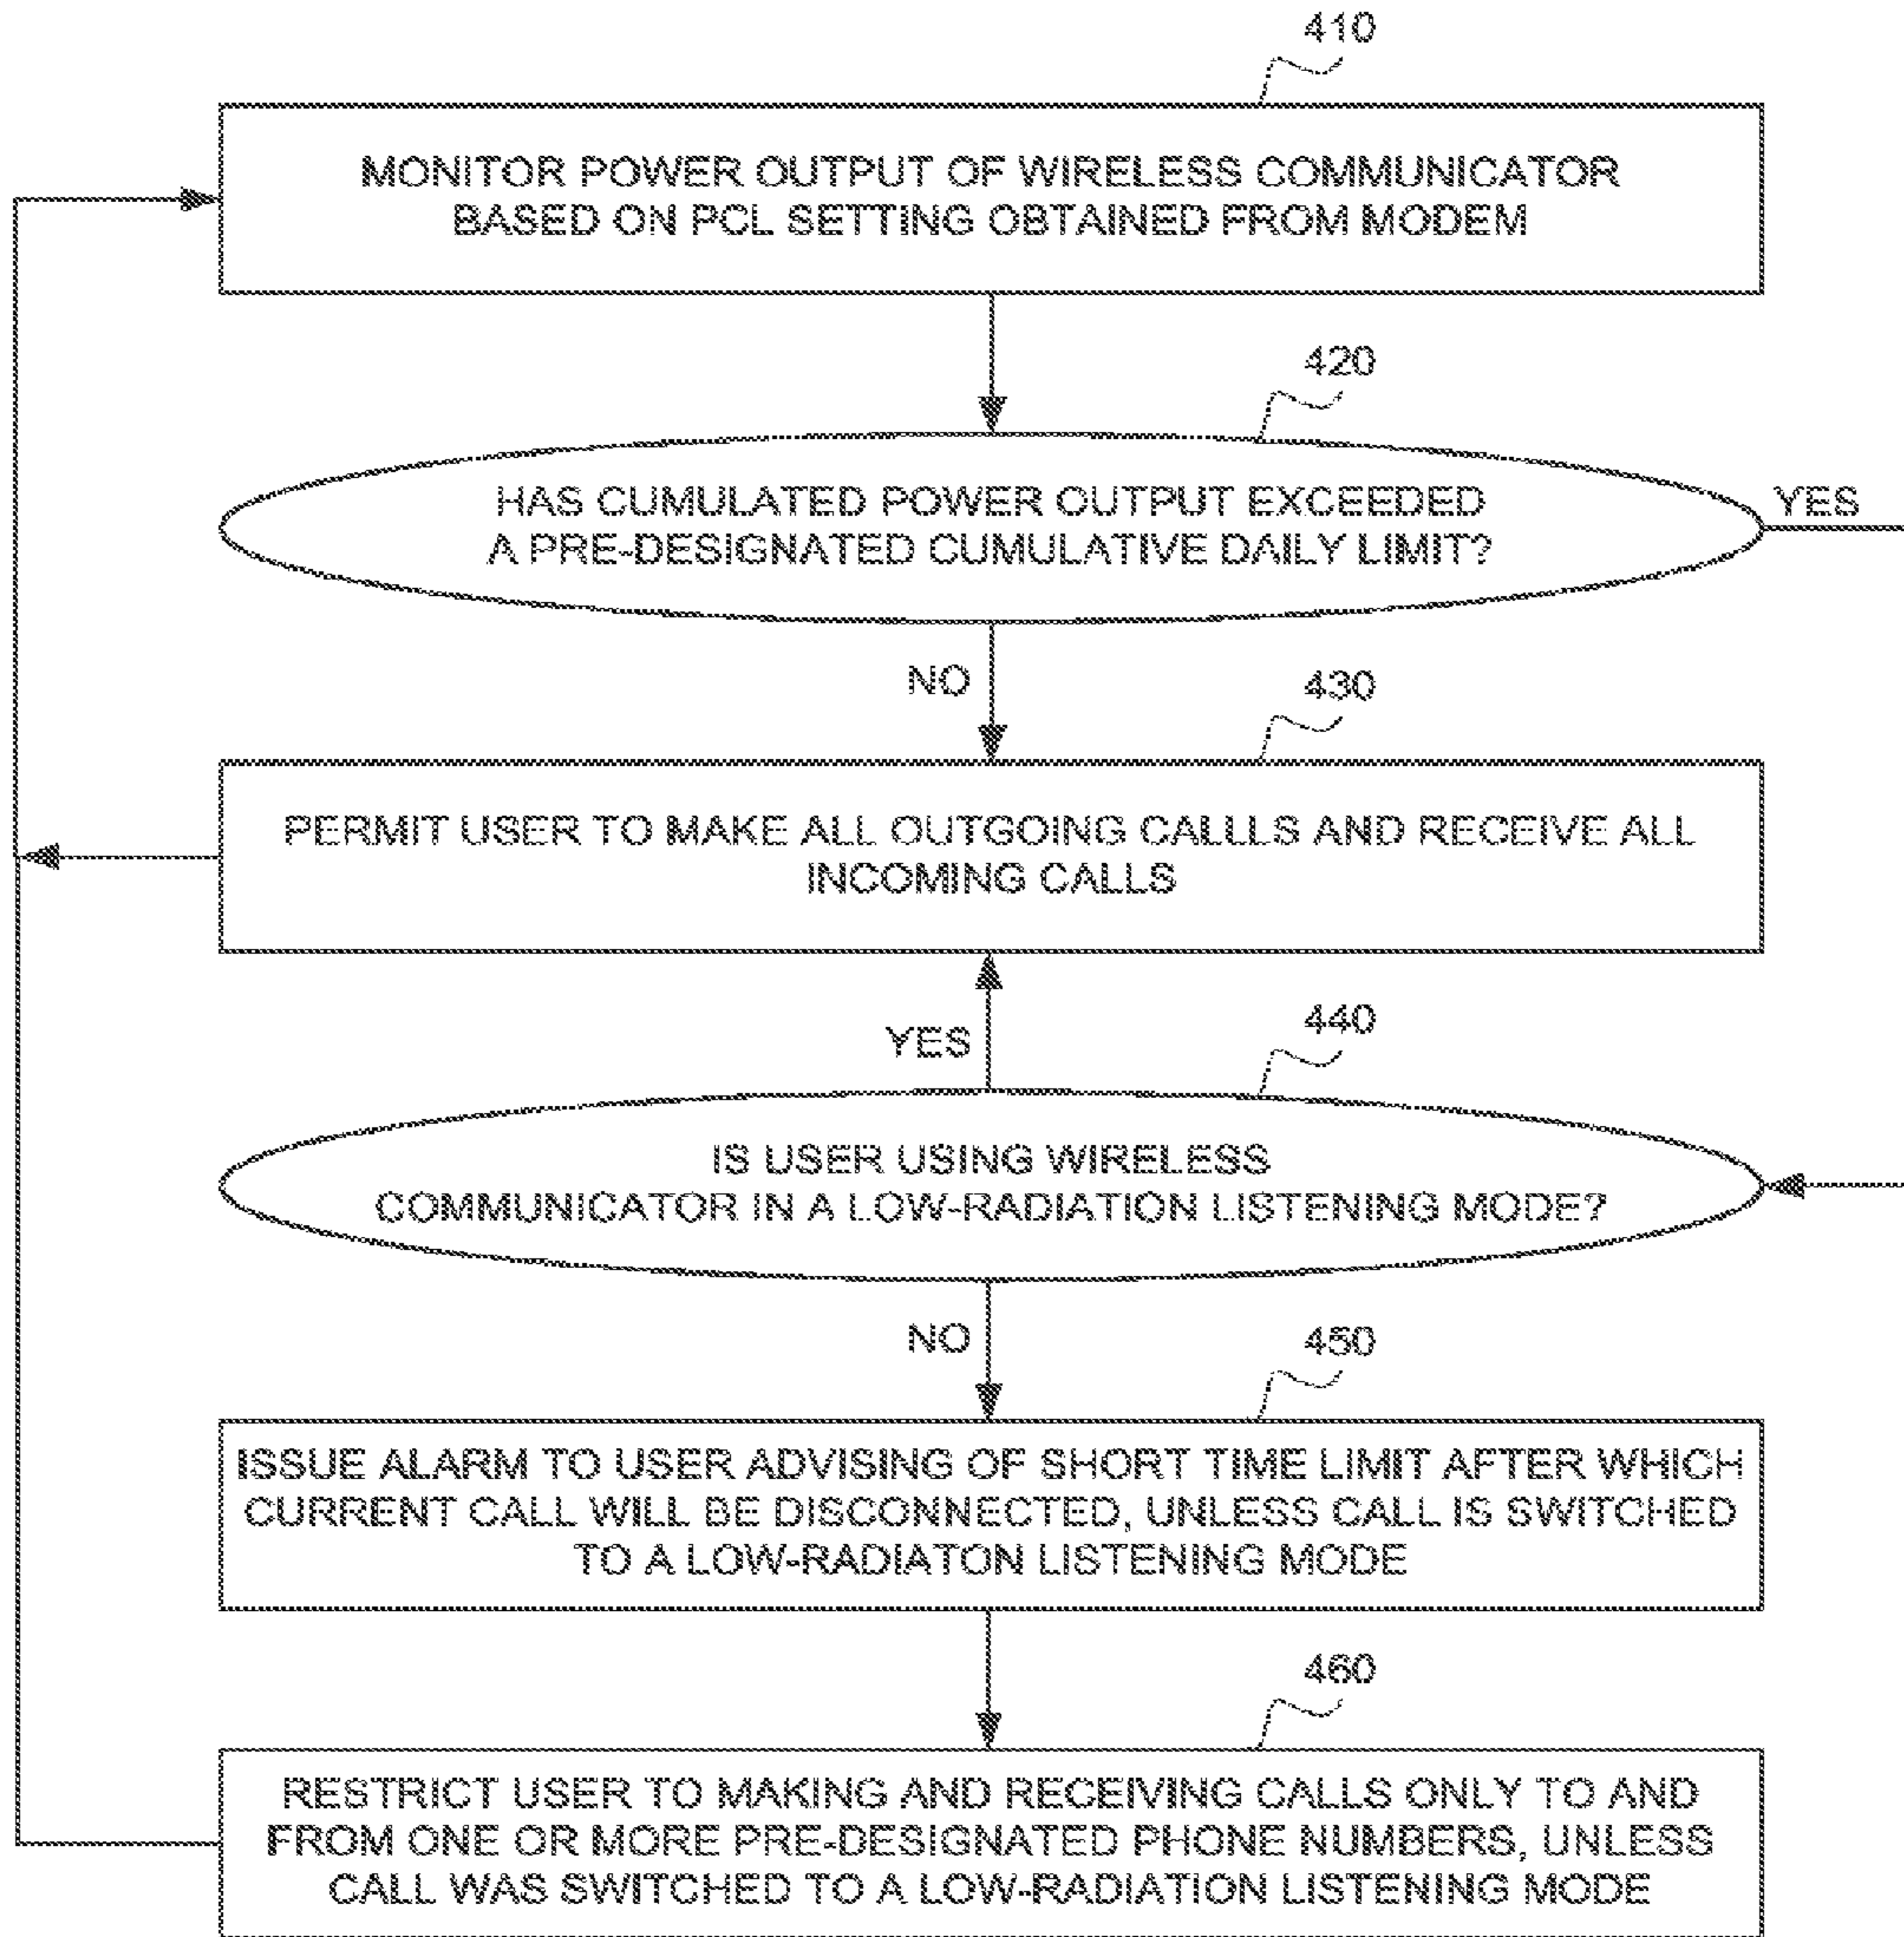 410
MONITOR POWER OUTPUT OF WIRELESS COMMUNICATOR
BASED ON PCL SETTING OBTAINED FROM MODEM
420
HAS CUMULATED POWER OUTPUT EXCEEDED
A PRE-DESIGNATED CUMULATIVE DAILY LIMIT?
YES
NO
430
PERMIT USER TO MAKE ALL OUTGOING CALLLS AND RECEIVE ALL
INCOMING CALLS
YES
440
IS USER USING WIRELESS
COMMUNICATOR IN A LOW-RADIATION LISTENING MODE?
NO
450
ISSUE ALARM TO USER ADVISING OF SHORT TIME LIMIT AFTER WHICH
CURRENT CALL WILL BE DISCONNECTED, UNLESS CALL IS SWITCHED
TO A LOW-RADIATON LISTENING MODE
460
RESTRICT USER TO MAKING AND RECEIVING CALLS ONLY TO AND
FROM ONE OR MORE PRE-DESIGNATED PHONE NUMBERS, UNLESS
CALL WAS SWITCHED TO A LOW-RADIATION LISTENING MODE